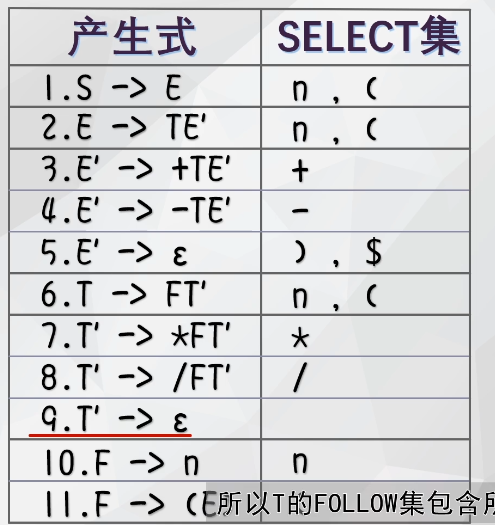 产生式 SELECT集
1.S -> E n , (
2.E -> TE' n , (
3.E' -> +TE' +
4.E' -> -TE' -
5.E' -> ε ) , $
6.T -> FT' n , (
7.T' -> *FT' *
8.T' -> /FT' /
9.T' -> ε
10.F -> n n
11.F -> (E
所以T的FOLLOW集包含所